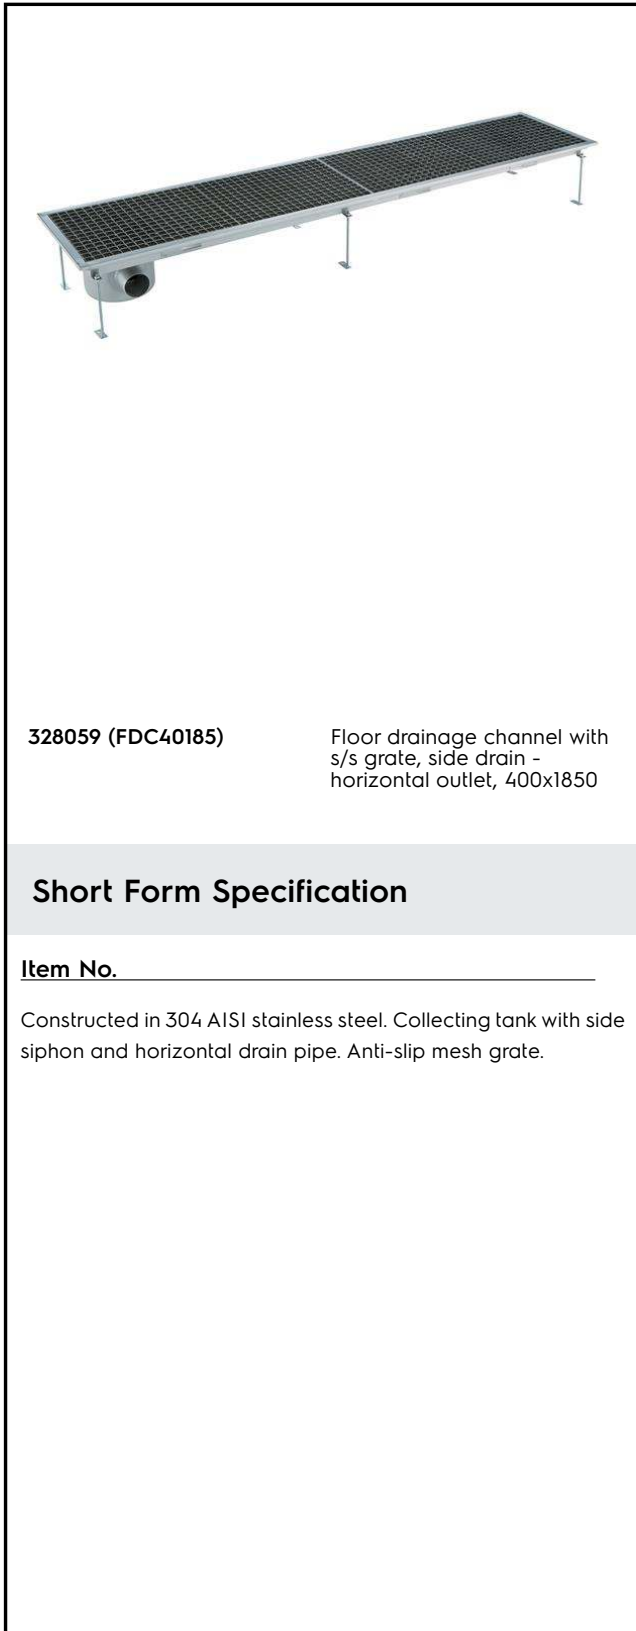 328059 (FDC40185)
Floor drainage channel with
s/s grate, side drain -
horizontal outlet, 400x1850
Short Form Specification
Item No.
Constructed in 304 AISI stainless steel. Collecting tank with side
siphon and horizontal drain pipe. Anti-slip mesh grate.